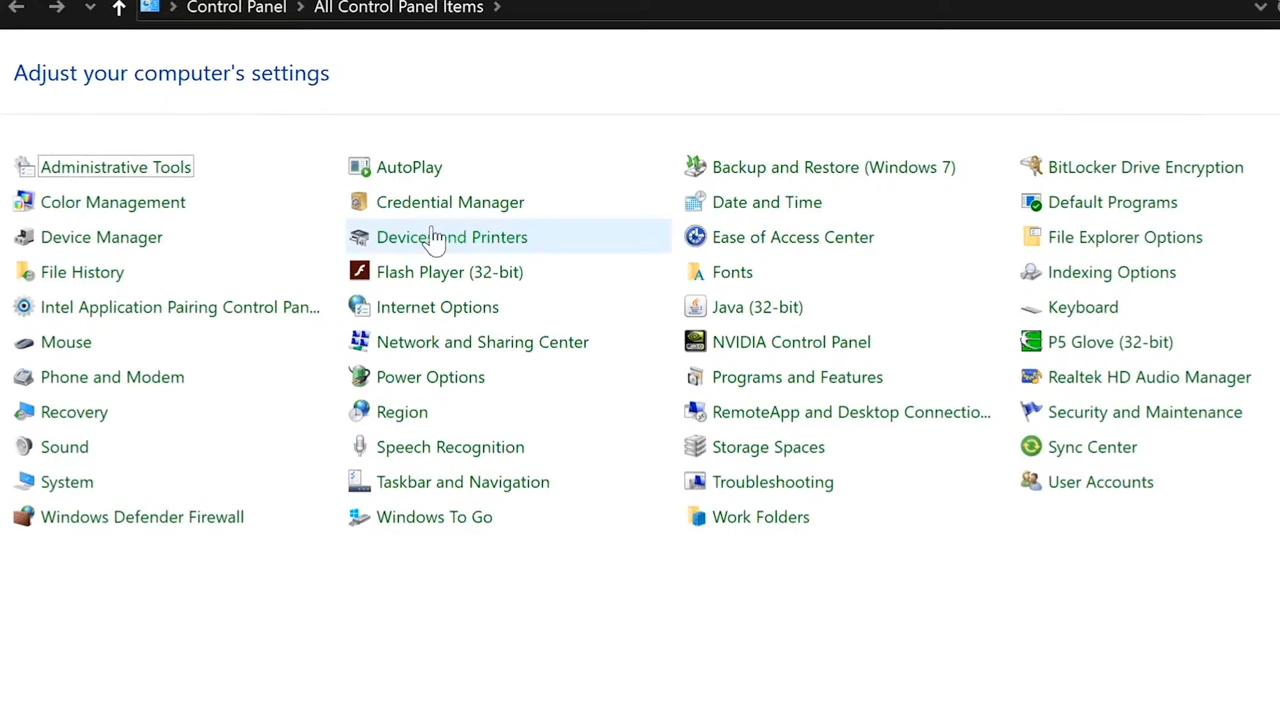 Control Panel
All Control Panel Items
Adjust your computer's settings
Administrative Tools
AutoPlay
Backup and Restore (Windows 7)
BitLocker Drive Encryption
Color Management
Credential Manager
Date and Time
Default Programs
Device Manager
Devices and Printers
Ease of Access Center
File Explorer Options
File History
Flash Player (32-bit)
Fonts
Indexing Options
Intel Application Pairing Control Pan...
Internet Options
Java (32-bit)
Keyboard
Mouse
Network and Sharing Center
NVIDIA Control Panel
P5 Glove (32-bit)
Phone and Modem
Power Options
Programs and Features
Realtek HD Audio Manager
Recovery
Region
RemoteApp and Desktop Connectio...
Security and Maintenance
Sound
Speech Recognition
Storage Spaces
Sync Center
System
Taskbar and Navigation
Troubleshooting
User Accounts
Windows Defender Firewall
Windows To Go
Work Folders